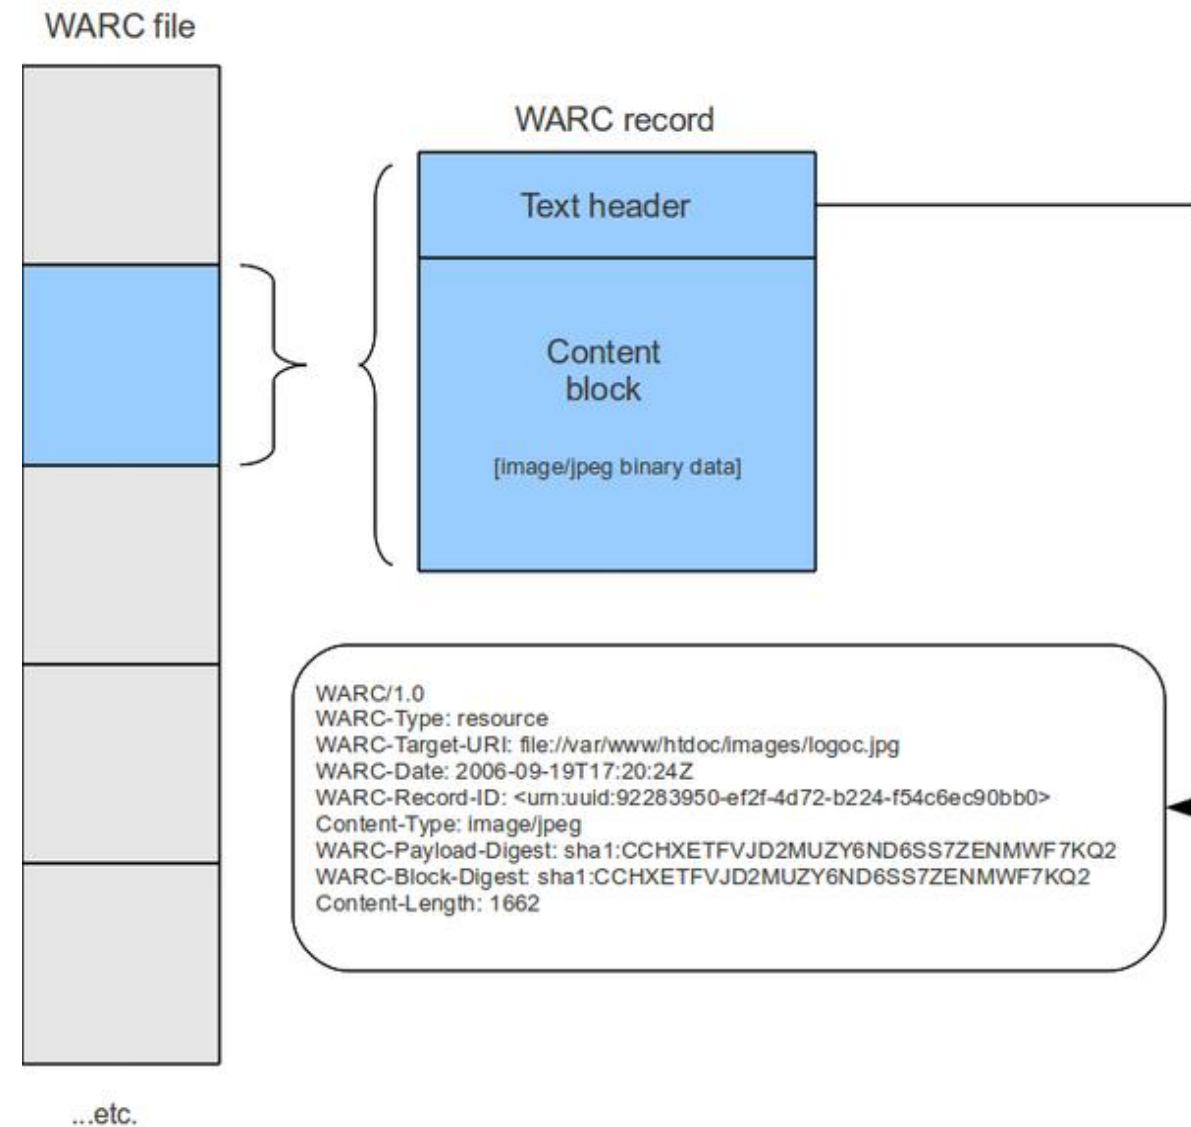 WARC file
WARC record
Text header
Content
block
[image/jpeg binary data]
WARC/1.0
WARC-Type: resource
WARC-Target-URI: file://var/www/htdoc/images/logoc.jpg
WARC-Date: 2006-09-19T17:20:24Z
WARC-Record-ID: <urn:uuid:92283950-ef2f-4d72-b224-f54c6ec90bb0>
Content-Type: image/jpeg
WARC-Payload-Digest: sha1:CCHXETFVJD2MUZY6ND6SS7ZENMWF7KQ2
WARC-Block-Digest: sha1:CCHXETFVJD2MUZY6ND6SS7ZENMWF7KQ2
Content-Length: 1662
...etc.